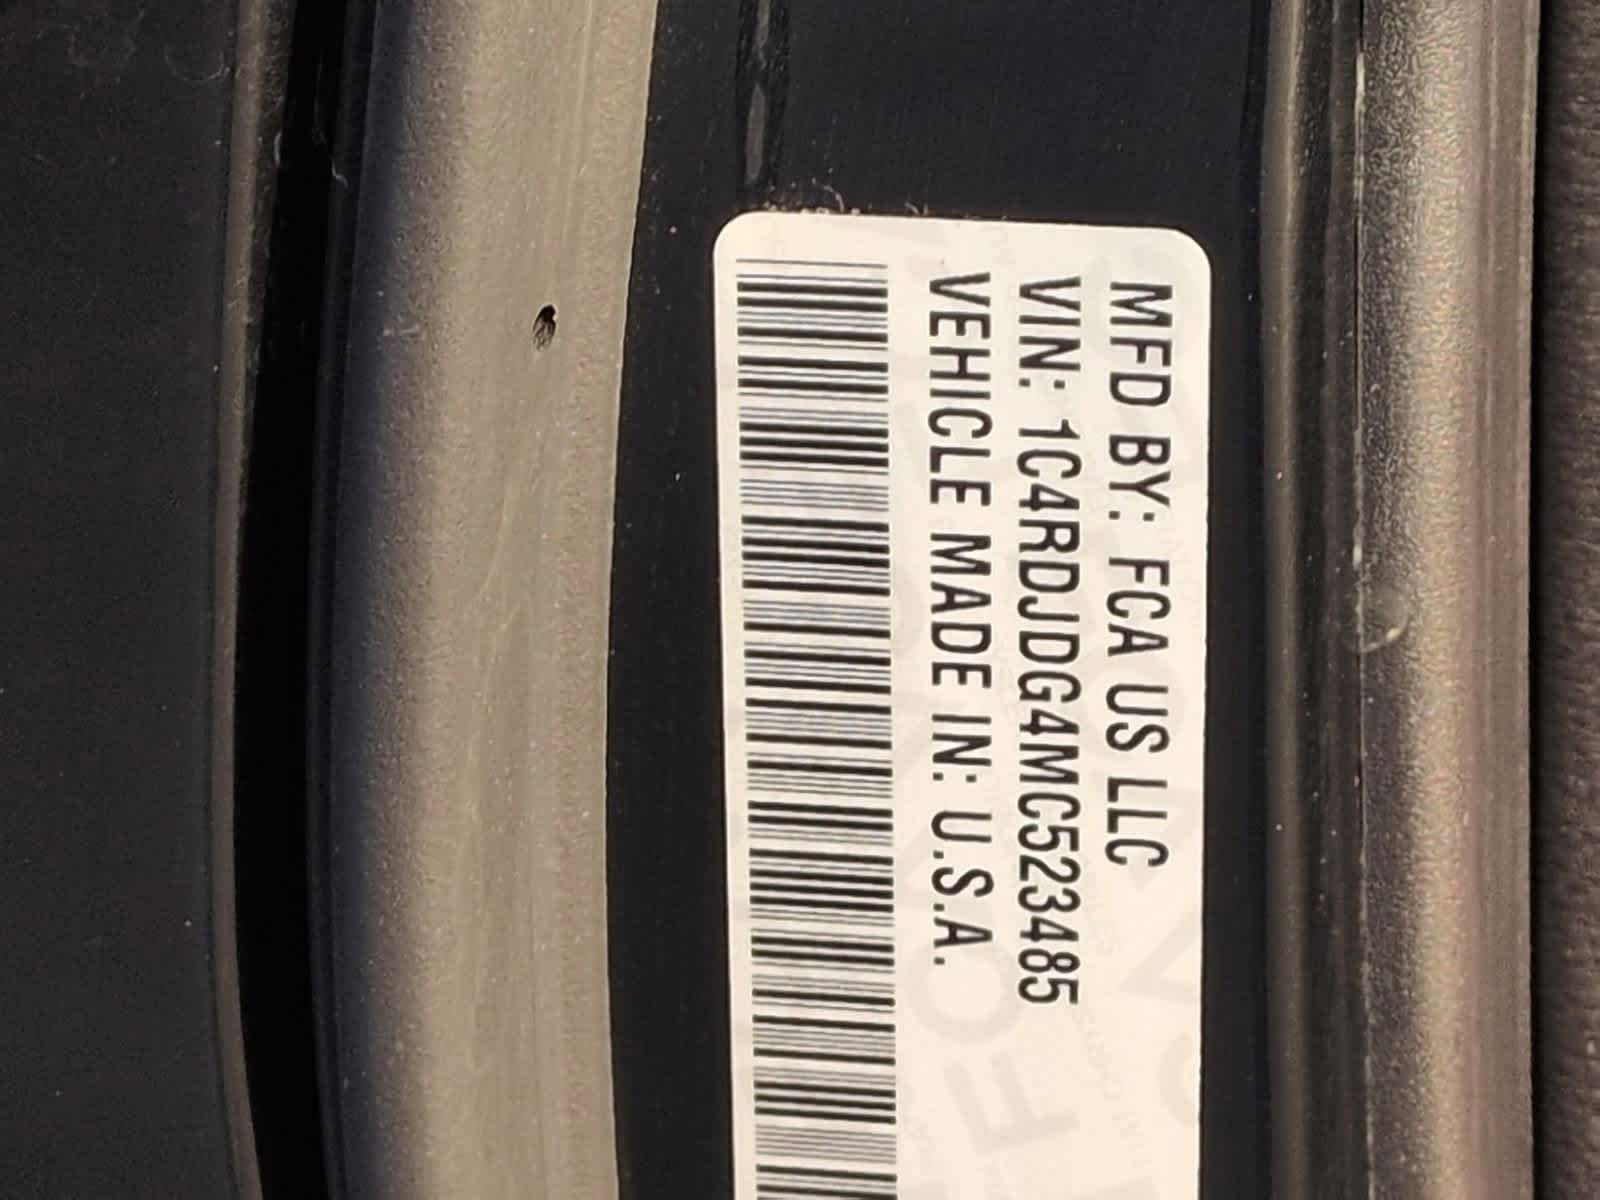 MFD BY: FCA US LLC
VIN: 1C4RDJDG4MC523485
VEHICLE MADE IN: U.S.A.